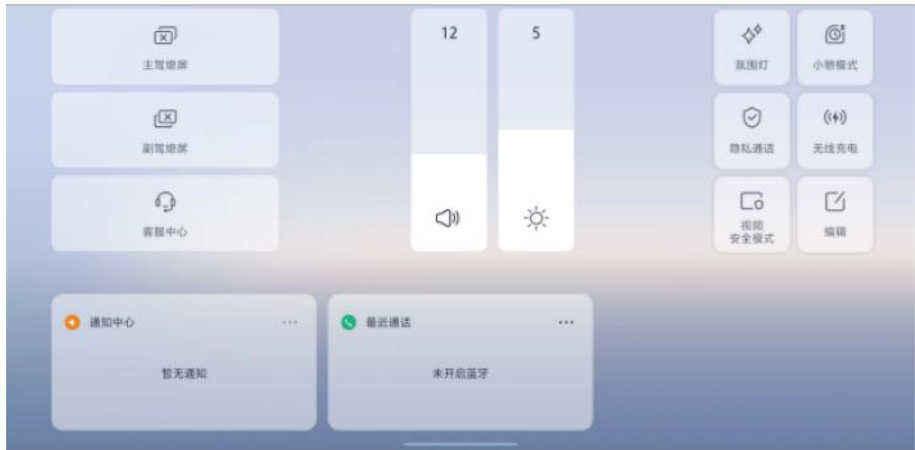 主驾熄屏
副驾熄屏
客服中心
12
5
氛围灯
小憩模式
隐私通话
无线充电
视频
安全模式
编辑
通知中心
暂无通知
最近通话
未开启蓝牙